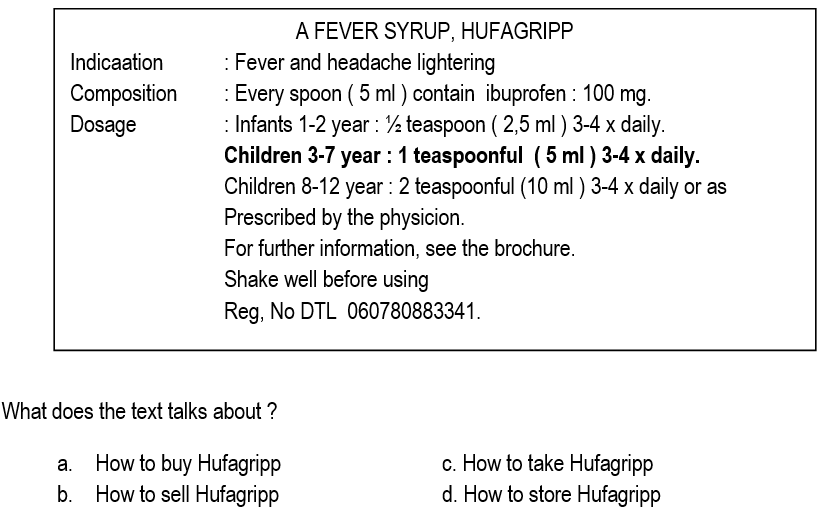 A FEVER SYRUP, HUFAGRIPP
Indicaation : Fever and headache lightering
Composition : Every spoon ( 5 ml ) contain ibuprofen : 100 mg.
Dosage : Infants 1-2 year : ½ teaspoon ( 2,5 ml ) 3-4 x daily.
Children 3-7 year : 1 teaspoonful ( 5 ml ) 3-4 x daily.
Children 8-12 year : 2 teaspoonful (10 ml ) 3-4 x daily or as
Prescribed by the physicion.
For further information, see the brochure.
Shake well before using
Reg, No DTL 060780883341.
What does the text talks about ?
a. How to buy Hufagripp c. How to take Hufagripp
b. How to sell Hufagripp d. How to store Hufagripp